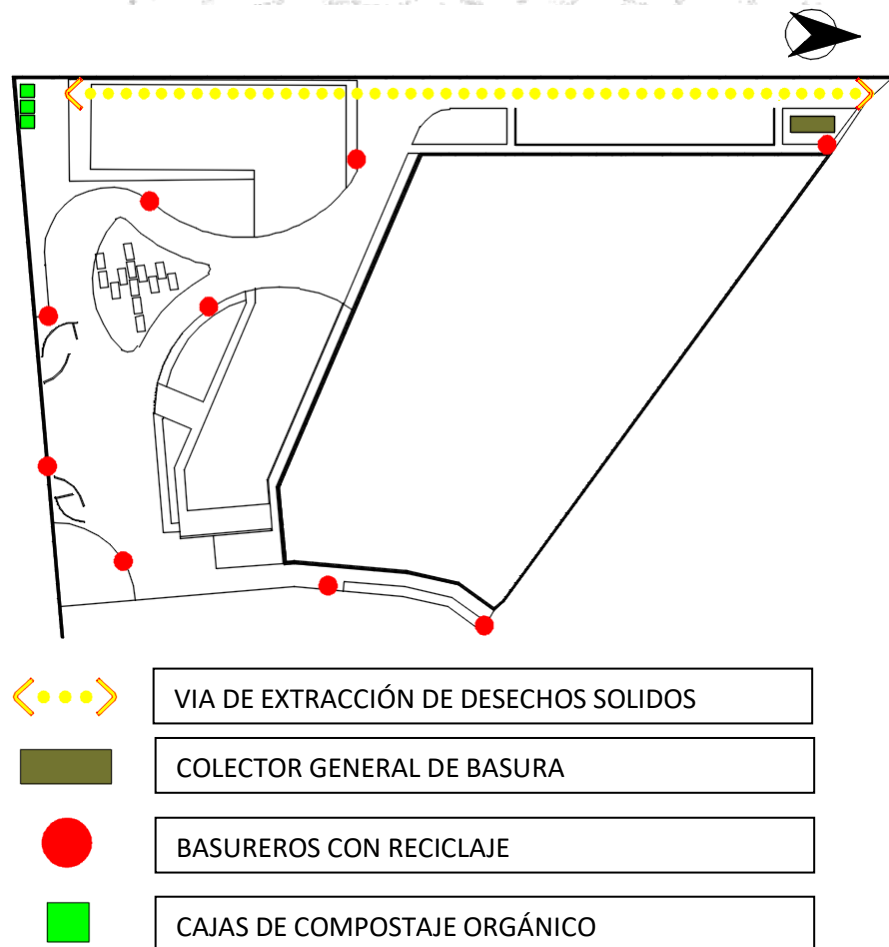 VIA DE EXTRACCIÓN DE DESECHOS SOLIDOS
COLECTOR GENERAL DE BASURA
BASUREROS CON RECICLAJE
CAJAS DE COMPOSTAJE ORGÁNICO